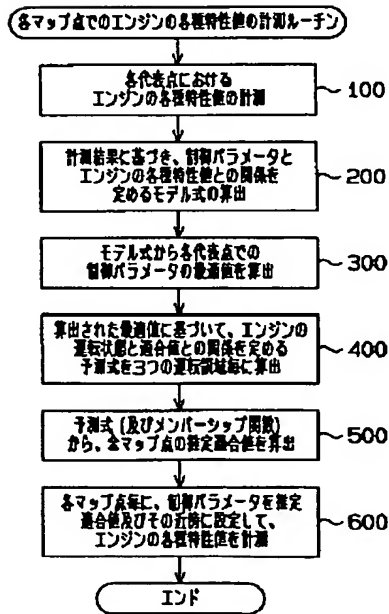 各マップ点でのエンジンの各種特性値の計測ルーチン
各代表点における
エンジンの各種特性値の計測
100
計測結果に基づき、制御パラメータと
エンジンの各種特性値との関係を
定めるモデル式の算出
200
モデル式から各代表点での
制御パラメータの最適値を算出
300
算出された最適値に基づいて、エンジンの
運転状態と適合値との関係を定める
予測式を3つの運転領域毎に算出
400
予測式(及びメンバーシップ関数)
から、全マップ点の推定適合値を算出
500
各マップ点毎に、制御パラメータを推定
適合値及びその近傍に設定して、
エンジンの各種特性値を計測
600
エンド